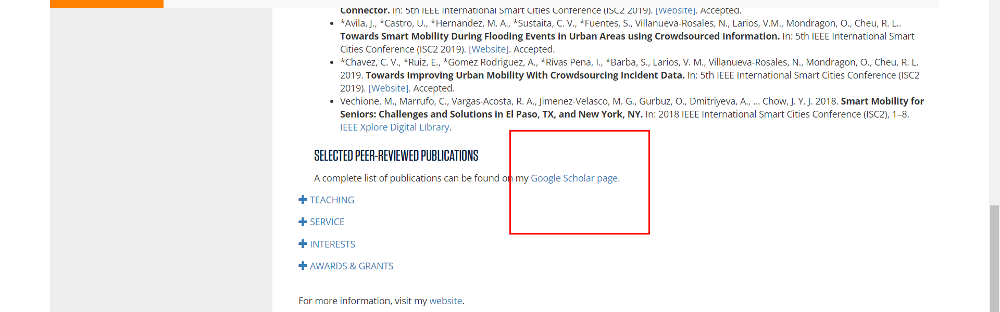 Connector. In: 5th IEEE International Smart Cities Conference (ISC2 2019). [Website]. Accepted.
*Avila, J., *Castro, U., *Hernandez, M. A., *Sustaita, C. V., *Fuentes, S., Villanueva-Rosales, N., Larios, V.M., Mondragon, O., Cheu, R. L..
Towards Smart Mobility During Flooding Events in Urban Areas using Crowdsourced Information. In: 5th IEEE International Smart
Cities Conference (ISC2 2019). [Website]. Accepted.
*Chavez, C. V., *Ruiz, E., *Gomez Rodriguez, A., *Rivas Pena, I., *Barba, S., Larios, V. M., Villanueva-Rosales, N., Mondragon, O., Cheu, R. L.
2019. Towards Improving Urban Mobility With Crowdsourcing Incident Data. In: 5th IEEE International Smart Cities Conference (ISC2
2019). [Website]. Accepted.
Vechione, M., Marrufo, C., Vargas-Acosta, R. A., Jimenez-Velasco, M. G., Gurbuz, O., Dmitriyeva, A., ... Chow, J. Y. J. 2018. Smart Mobility for
Seniors: Challenges and Solutions in El Paso, TX, and New York, NY. In: 2018 IEEE International Smart Cities Conference (ISC2), 1–8.
IEEE Xplore Digital LIbrary.
SELECTED PEER-REVIEWED PUBLICATIONS
A complete list of publications can be found on my Google Scholar page.
TEACHING
SERVICE
INTERESTS
AWARDS & GRANTS
For more information, visit my website.